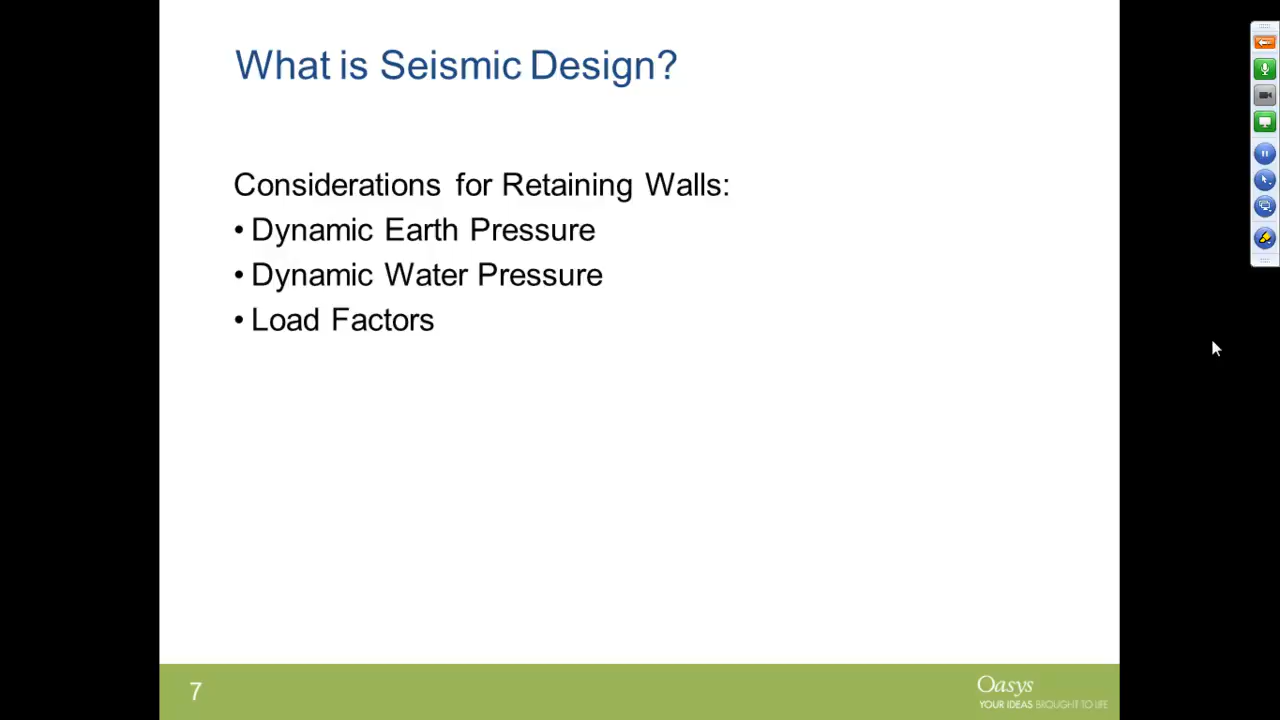 What is Seismic Design?
Considerations for Retaining Walls:
• Dynamic Earth Pressure
• Dynamic Water Pressure
• Load Factors
7
Oasys
YOUR IDEAS BROUGHT TO LIFE